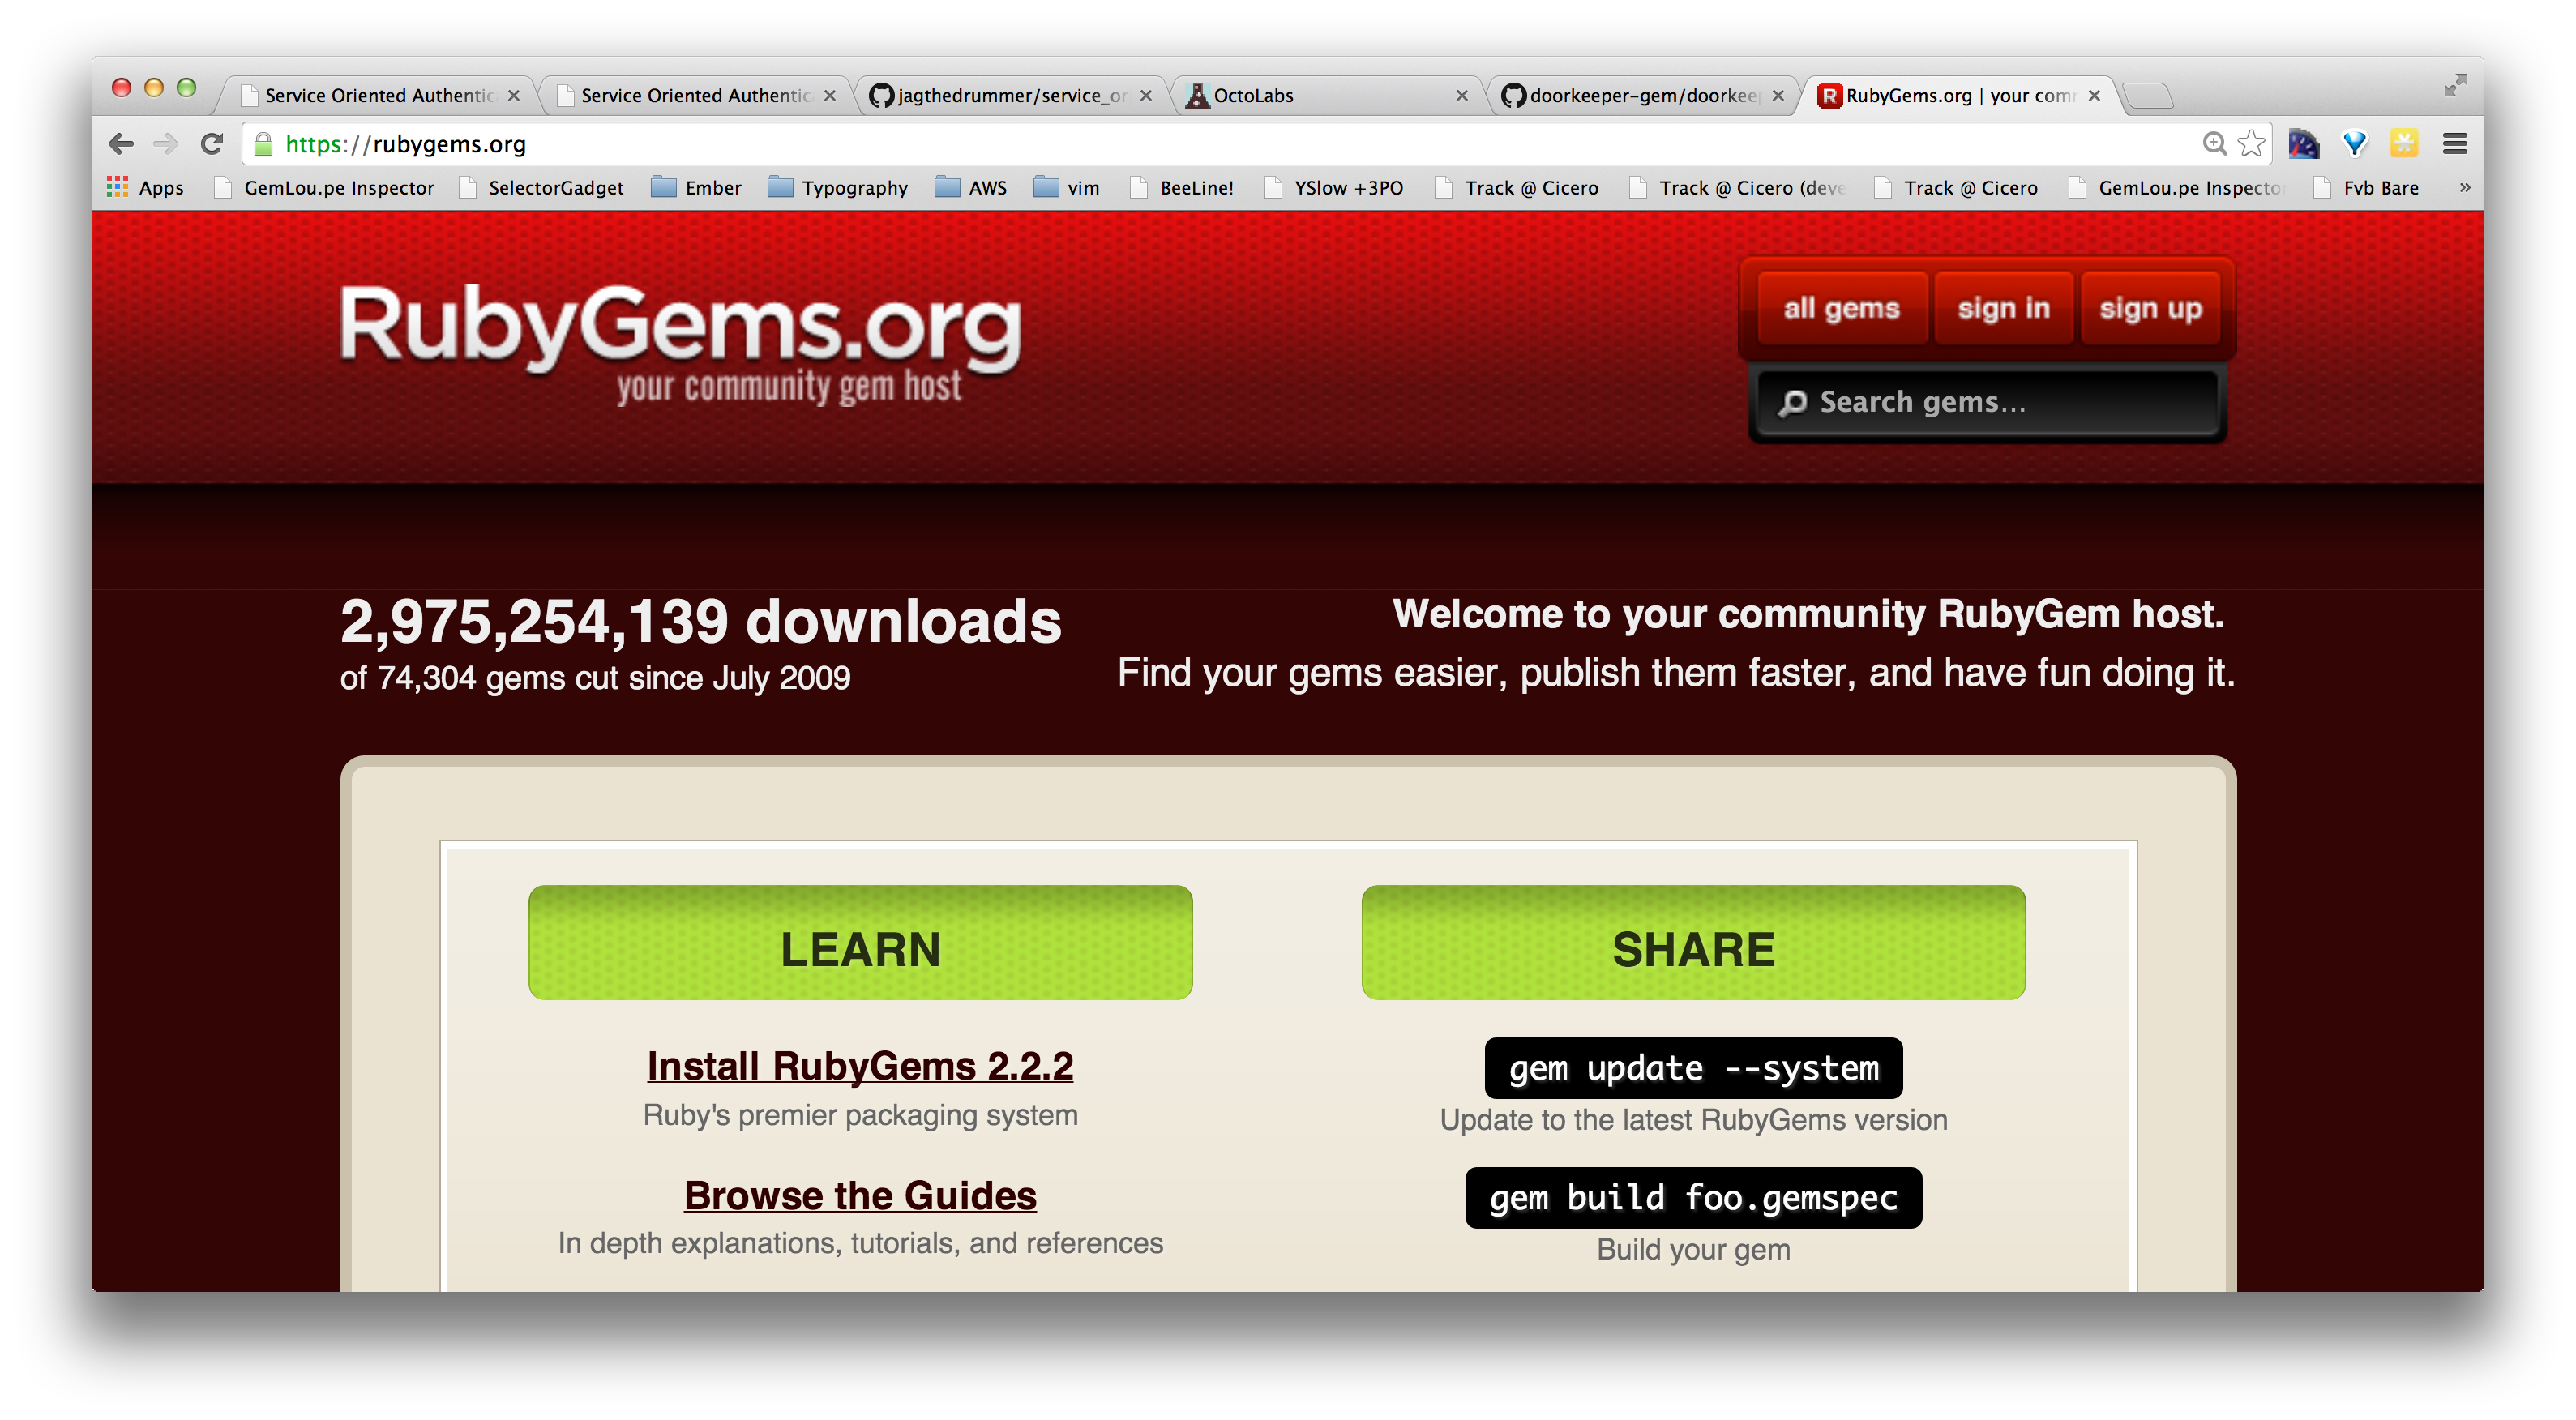 Service Oriented Authentic
Service Oriented Authentic
jagthedrummer/service_or
OctoLabs
doorkeeper-gem/doorkeep
RubyGems.org | your com
https://rubygems.org
Apps
GemLou.pe Inspector
SelectorGadget
Ember
Typography
AWS
vim
BeeLine!
YSlow +3PO
Track @ Cicero
Track @ Cicero (deve
Track @ Cicero
GemLou.pe Inspecto
Fvb Bare
»
RubyGems.org
your community gem host
all gems
sign in
sign up
Search gems…
2,975,254,139 downloads
of 74,304 gems cut since July 2009
Welcome to your community RubyGem host.
Find your gems easier, publish them faster, and have fun doing it.
LEARN
Install RubyGems 2.2.2
Ruby's premier packaging system
Browse the Guides
In depth explanations, tutorials, and references
SHARE
gem update --system
Update to the latest RubyGems version
gem build foo.gemspec
Build your gem